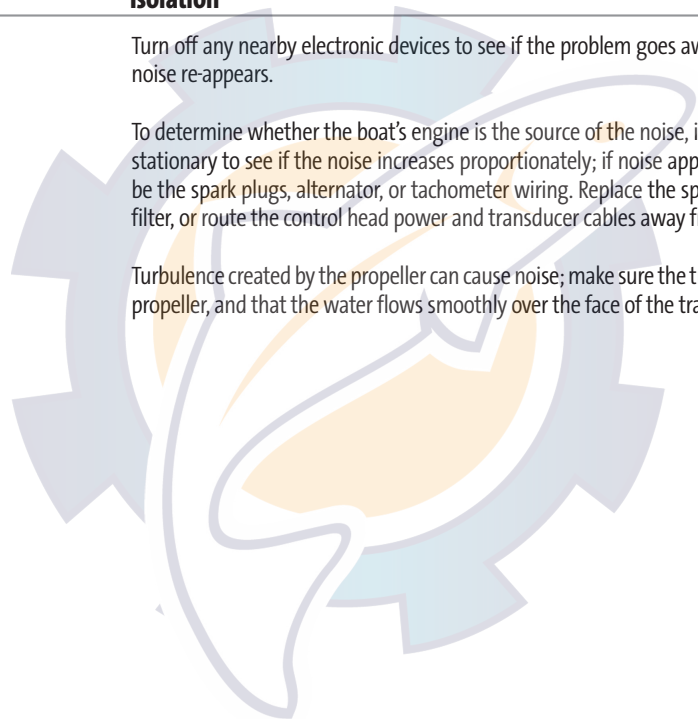 Isolation
Turn off any nearby electronic devices to see if the problem goes
noise re-appears.
To determine whether the boat's engine is the source of the noise,
stationary to see if the noise increases proportionately; if noise
be the spark plugs, alternator, or tachometer wiring. Replace the
filter, or route the control head power and transducer cables away
Turbulence created by the propeller can cause noise; make sure the
propeller, and that the water flows smoothly over the face of the